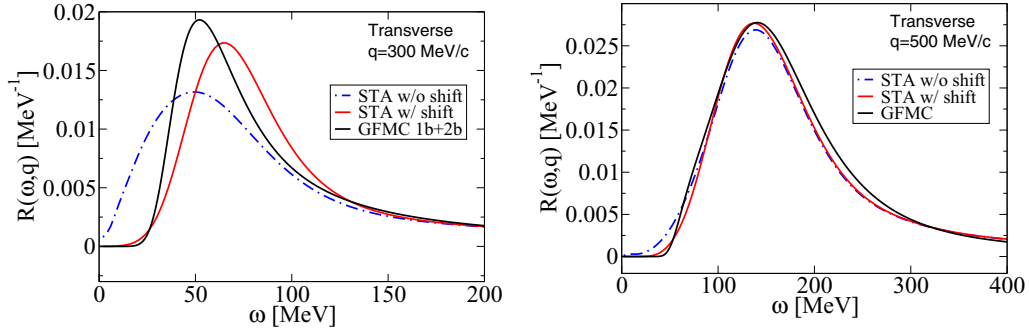 Transverse
q=300 MeV/c
STA w/o shift
STA w/ shift
GFMC 1b+2b
R(ω,q) [MeV⁻¹]
0.02
0.015
0.01
0.005
0
0 50 100 150 200
ω [MeV]
Transverse
q=500 MeV/c
STA w/o shift
STA w/ shift
GFMC
R(ω,q) [MeV⁻¹]
0.025
0.02
0.015
0.01
0.005
0
0 100 200 300 400
ω [MeV]